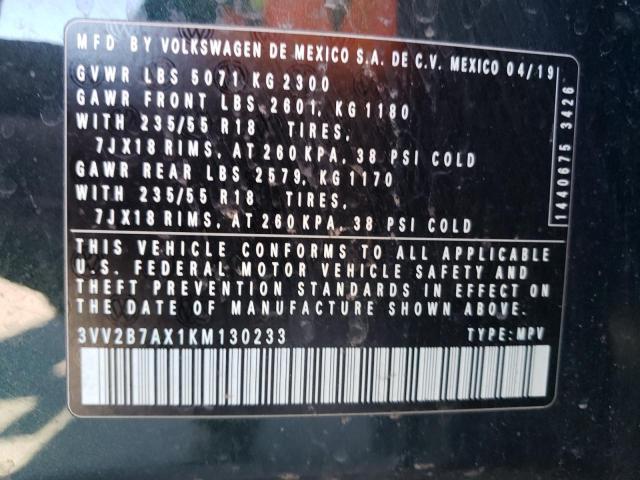 MFD BY VOLKSWAGEN DE MEXICO S.A. DE C.V. MEXICO 04/19
GVWR LBS 5071 KG 2300
GAWR FRONT LBS 2601, KG 1180
WITH 235/55 R18 TIRES,
7JX18 RIMS, AT 260 KPA, 38 PSI COLD
GAWR REAR LBS 2579, KG 1170
WITH 235/55 R18 TIRES,
7JX18 RIMS, AT 260 KPA, 38 PSI COLD
1440675 3426
THIS VEHICLE CONFORMS TO ALL APPLICABLE
U.S. FEDERAL MOTOR VEHICLE SAFETY AND
THEFT PREVENTION STANDARDS IN EFFECT ON
THE DATE OF MANUFACTURE SHOWN ABOVE.
3VV2B7AX1KM130233 TYPE: MPV